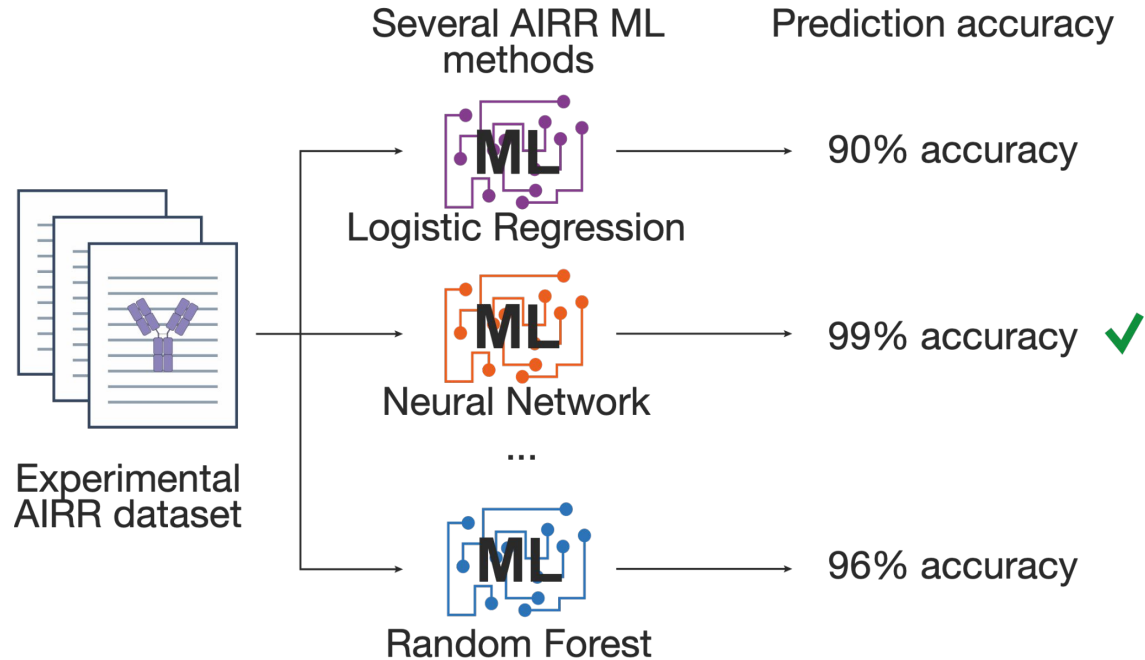 Several AIRR ML
methods
Prediction accuracy
ML
Logistic Regression
90% accuracy
ML
Neural Network
99% accuracy
...
Experimental
AIRR dataset
ML
Random Forest
96% accuracy